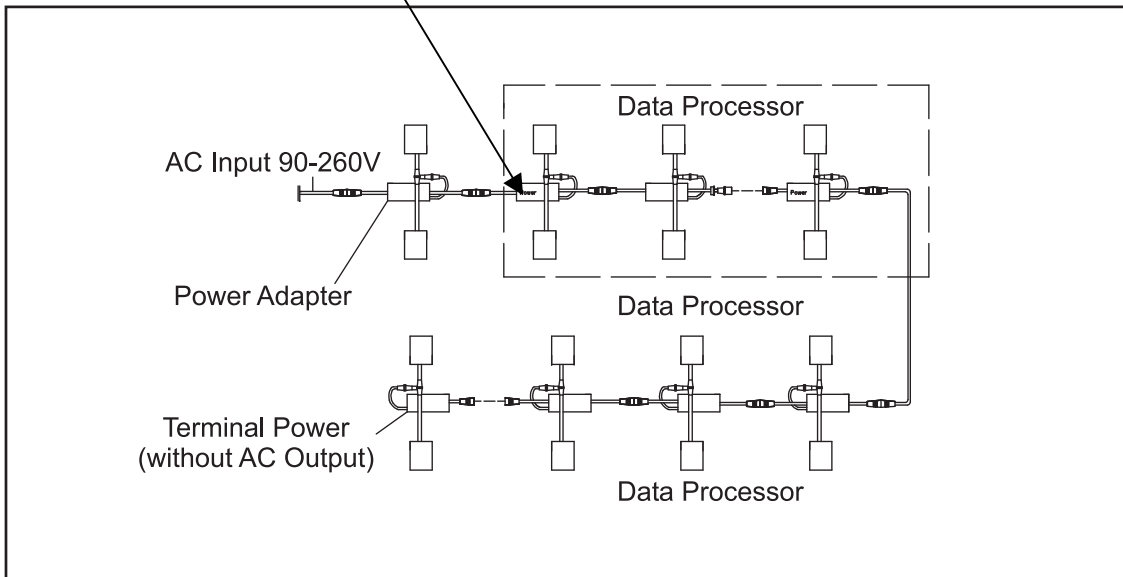 Data Processor
AC Input 90-260V
Power
Power
Power Adapter
Data Processor
Terminal Power
(without AC Output)
Data Processor